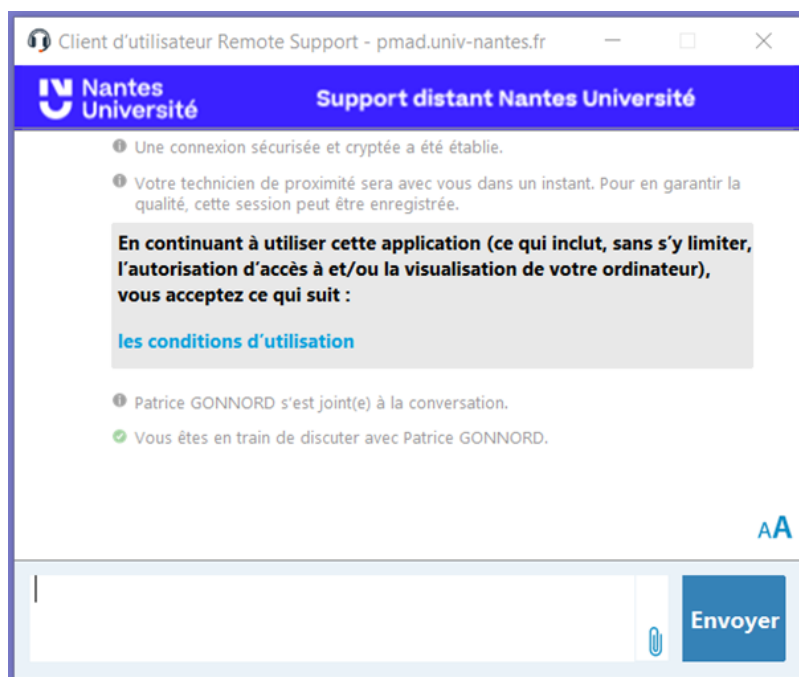 Client d'utilisateur Remote Support - pmad.univ-nantes.fr
Nantes
Université
Support distant Nantes Université
Une connexion sécurisée et cryptée a été établie.
Votre technicien de proximité sera avec vous dans un instant. Pour en garantir la
qualité, cette session peut être enregistrée.
En continuant à utiliser cette application (ce qui inclut, sans s´y limiter,
l´autorisation d´accès à et/ou la visualisation de votre ordinateur),
vous acceptez ce qui suit :
les conditions d´utilisation
Patrice GONNORD s'est joint(e) à la conversation.
Vous êtes en train de discuter avec Patrice GONNORD.
AA
Envoyer